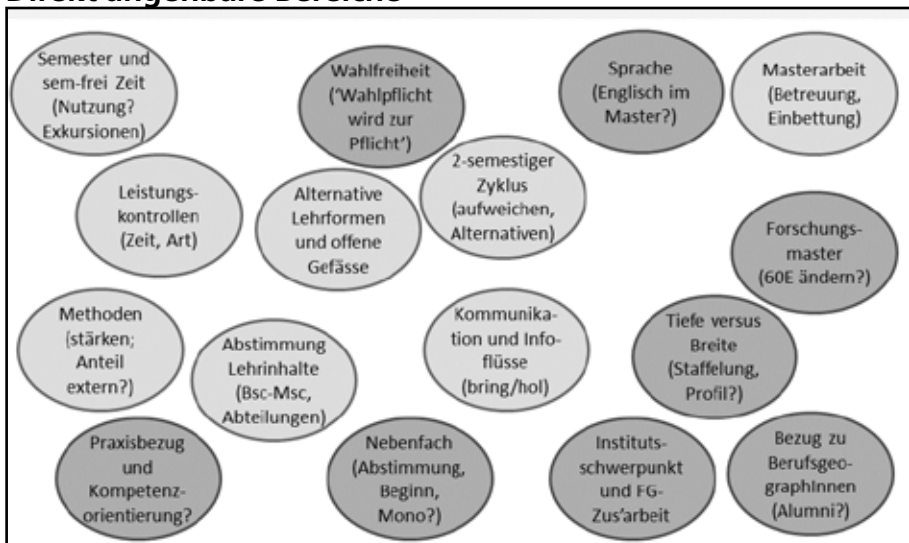 Semester und
sem-frei Zeit
(Nutzung?
Exkursionen)
Wahlfreiheit
('Wahlpflicht
wird zur
Pflicht')
Sprache
(Englisch im
Master?)
Masterarbeit
(Betreuung,
Einbettung)
Leistungs-
kontrollen
(Zeit, Art)
Alternative
Lehrformen
und offene
Gefässe
2-semestiger
Zyklus
(aufweichen,
Alternativen)
Forschungs-
master
(60E ändern?)
Methoden
(stärken;
Anteil
extern?)
Abstimmung
Lehrinhalte
(Bsc-Msc,
Abteilungen)
Kommunika-
tion und Info-
flüsse
(bring/hol)
Tiefe versus
Breite
(Staffelung,
Profil?)
Praxisbezug
und
Kompetenz-
orientierung?
Nebenfach
(Abstimmung,
Beginn,
Mono?)
Instituts-
schwerpunkt
und FG-
Zus'arbeit
Bezug zu
Berufsgeo-
graphInnen
(Alumni?)